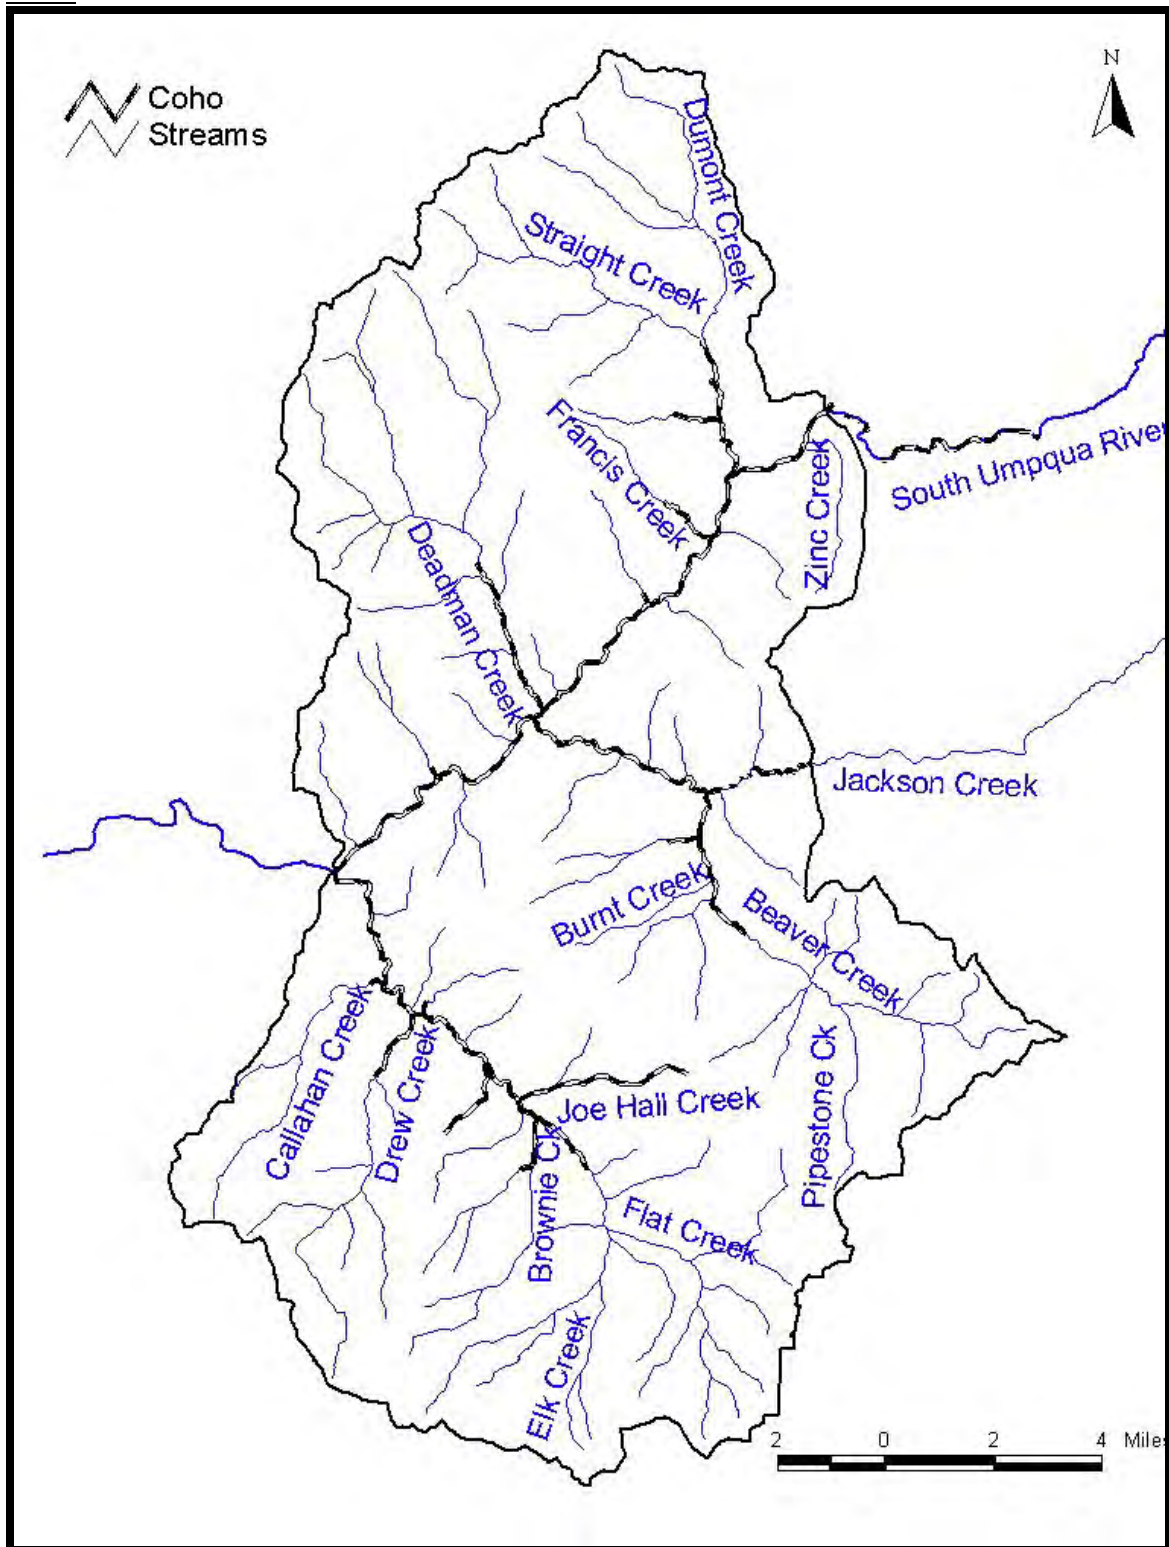 N
Coho
Streams
Dumont Creek
Straight Creek
Francis Creek
South Umpqua River
Zinc Creek
Deadman Creek
Jackson Creek
Burnt Creek
Beaver Creek
Callahan Creek
Drew Creek
Pipestone Ck
Joe Hall Creek
Brownie Ck
Flat Creek
Elk Creek
2 0 2 4 Miles